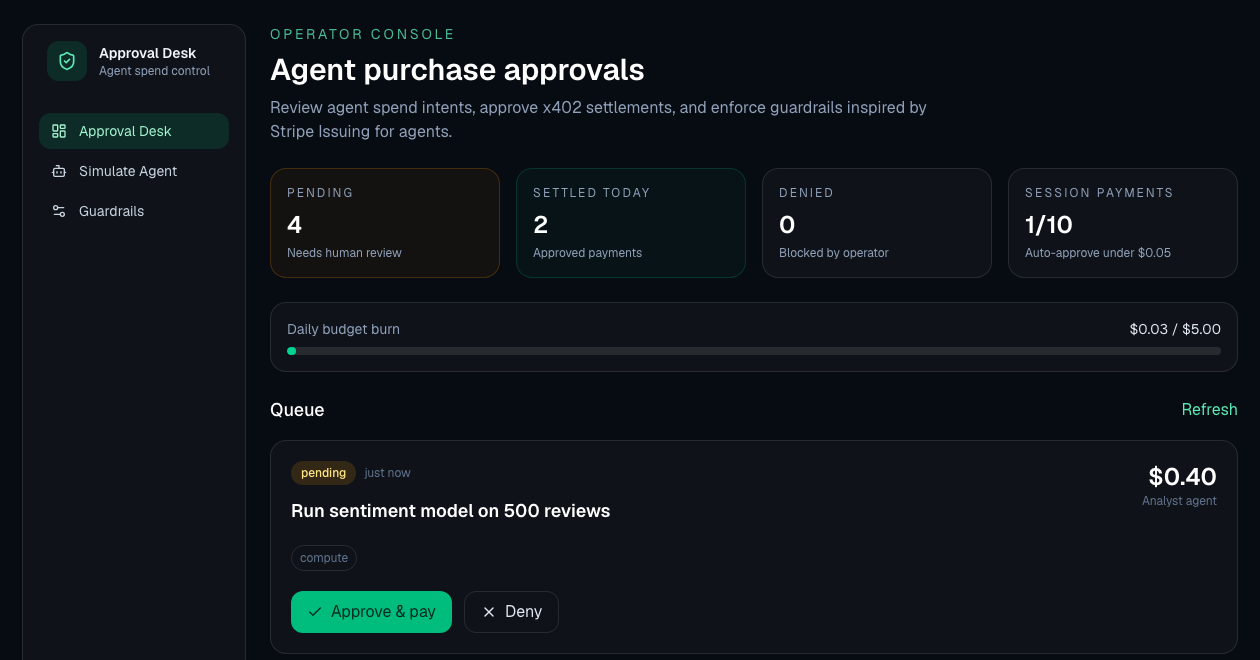 Approval Desk
Agent spend control
Approval Desk
Simulate Agent
Guardrails
OPERATOR CONSOLE
Agent purchase approvals
Review agent spend intents, approve x402 settlements, and enforce guardrails inspired by
Stripe Issuing for agents.
PENDING
4
Needs human review
SETTLED TODAY
2
Approved payments
DENIED
0
Blocked by operator
SESSION PAYMENTS
1/10
Auto-approve under $0.05
Daily budget burn
$0.03 / $5.00
Queue
Refresh
pending
just now
$0.40
Analyst agent
Run sentiment model on 500 reviews
compute
Approve & pay
Deny